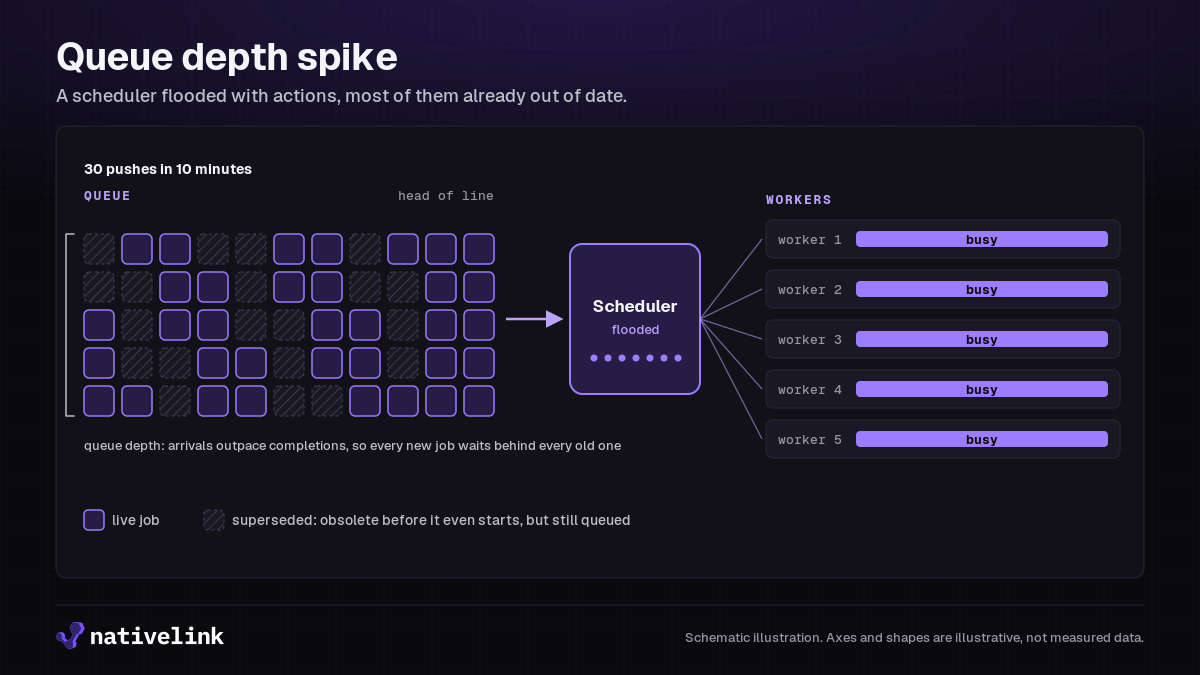 Queue depth spike
A scheduler flooded with actions, most of them already out of date.
30 pushes in 10 minutes
QUEUE
head of line
WORKERS
worker 1 busy
worker 2 busy
worker 3 busy
worker 4 busy
worker 5 busy
Scheduler
flooded
queue depth: arrivals outpace completions, so every new job waits behind every old one
live job
superseded: obsolete before it even starts, but still queued
nativelink
Schematic illustration. Axes and shapes are illustrative, not measured data.